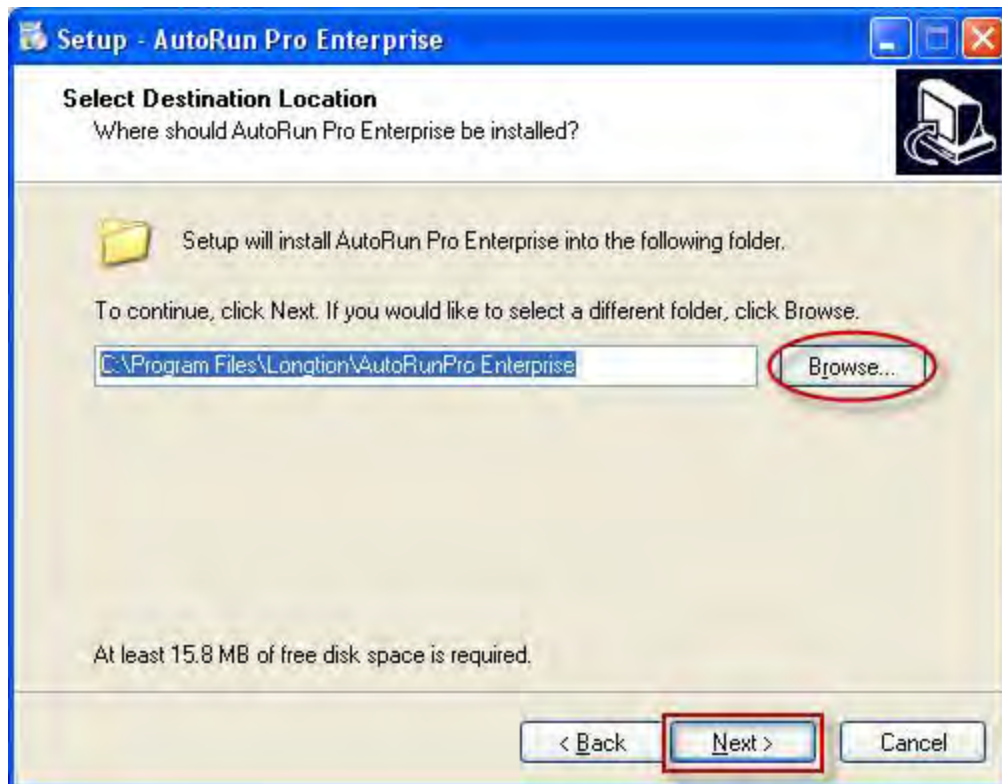 Setup - AutoRun Pro Enterprise
Select Destination Location
Where should AutoRun Pro Enterprise be installed?
Setup will install AutoRun Pro Enterprise into the following folder.
To continue, click Next. If you would like to select a different folder, click Browse.
C:\Program Files\Longtion\AutoRunPro Enterprise
Browse...
At least 15.8 MB of free disk space is required.
< Back
Next >
Cancel